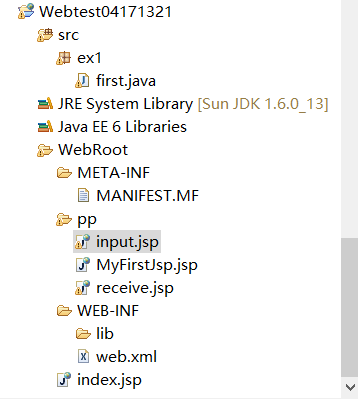 Webtest04171321
src
ex1
first.java
JRE System Library [Sun JDK 1.6.0_13]
Java EE 6 Libraries
WebRoot
META-INF
MANIFEST.MF
pp
input.jsp
MyFirstJsp.jsp
receive.jsp
WEB-INF
lib
web.xml
index.jsp